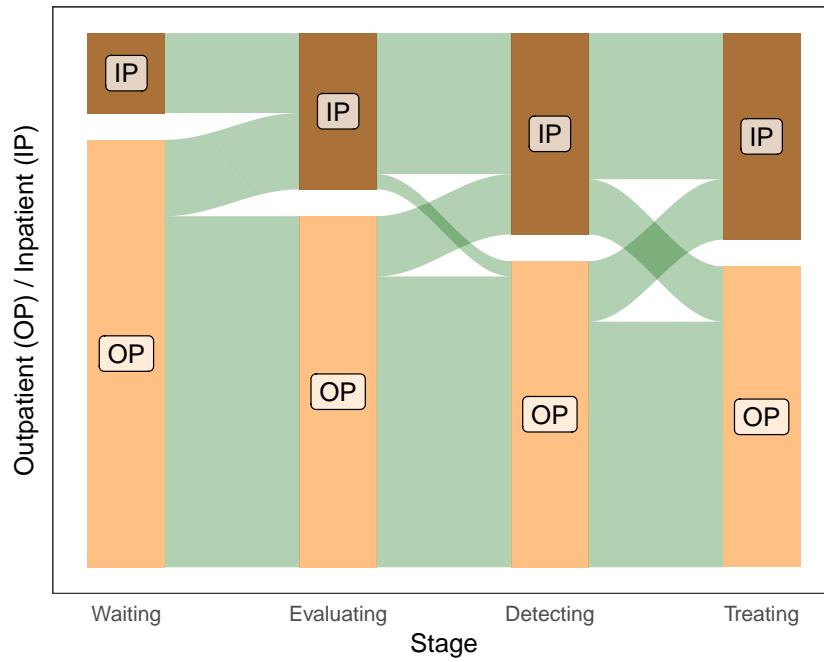 Outpatient (OP) / Inpatient (IP)
IP
IP
IP
IP
OP
OP
OP
OP
Waiting
Evaluating
Detecting
Treating
Stage